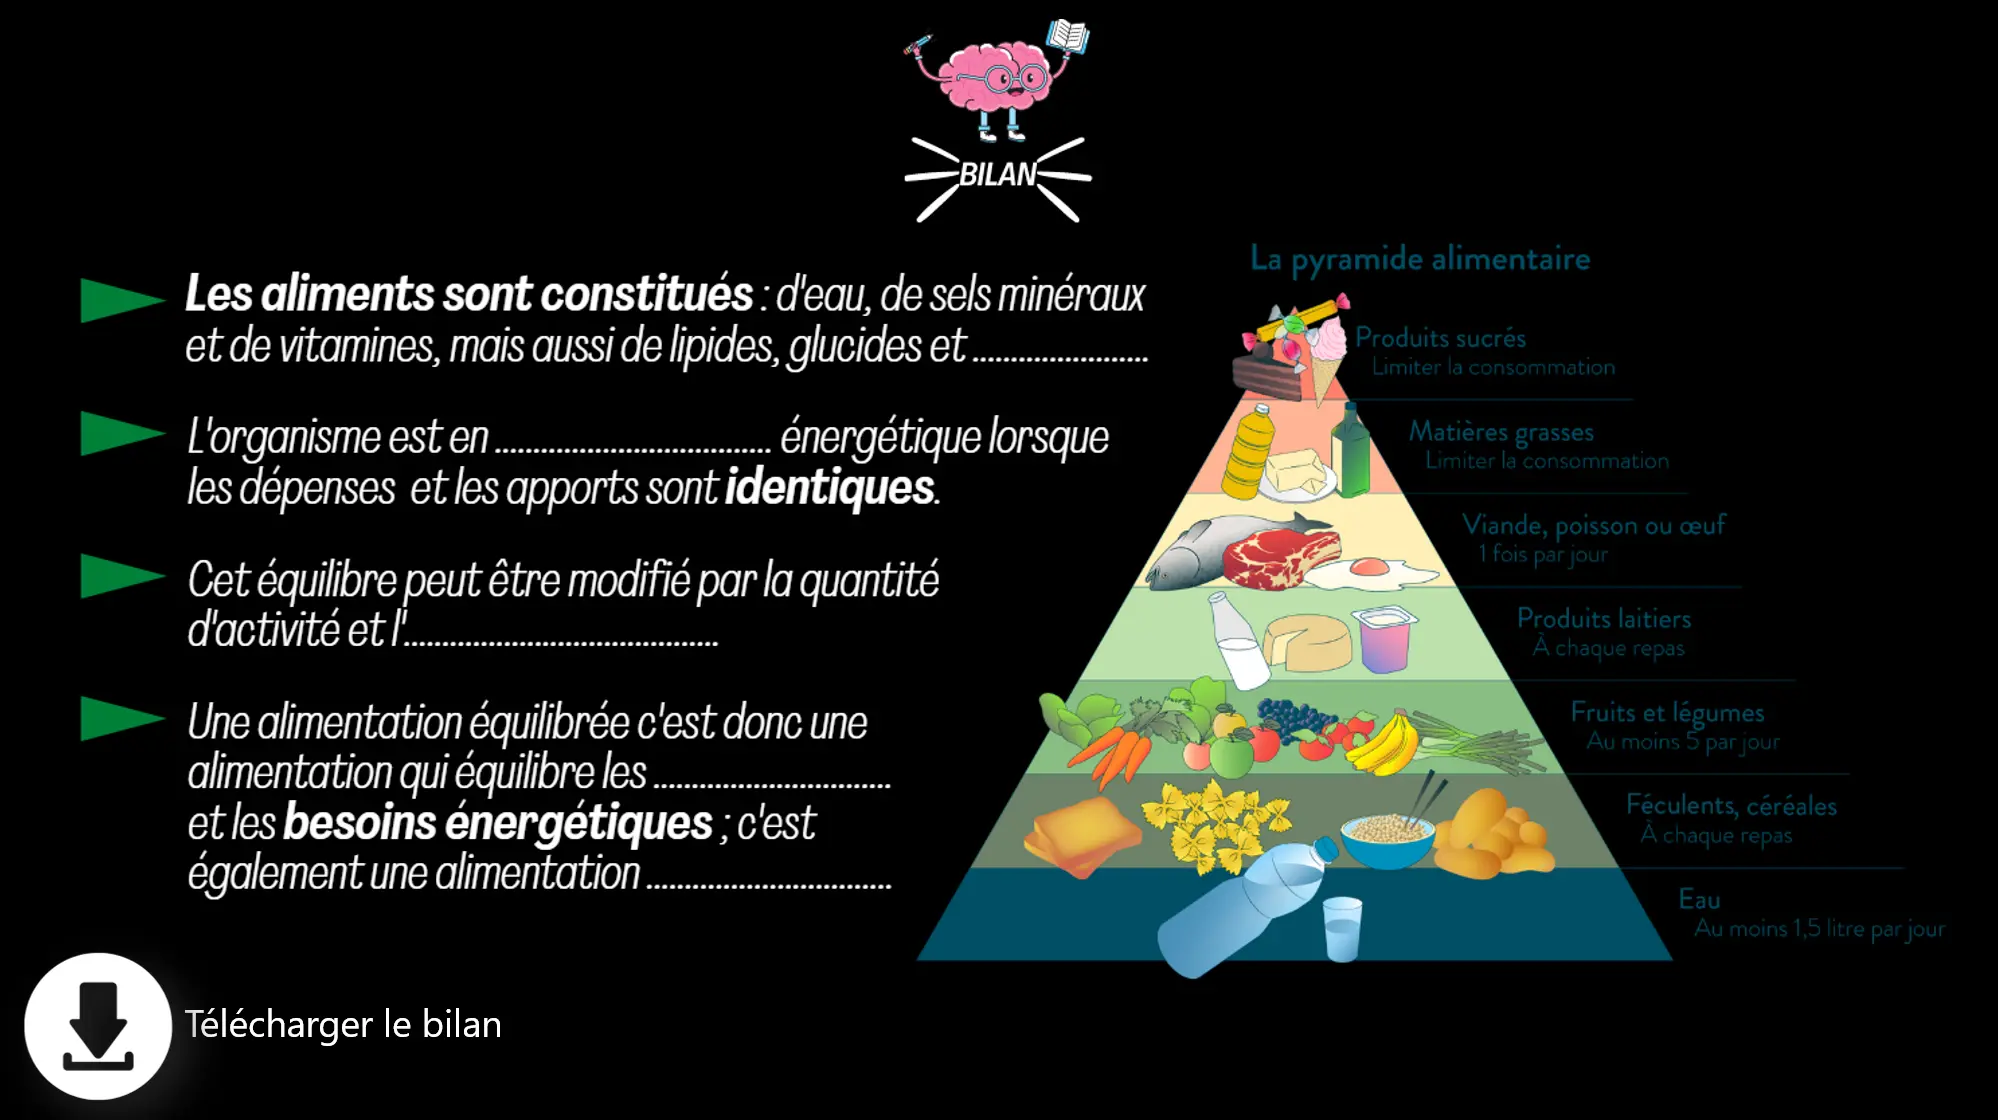 BILAN
Les aliments sont constitués : d'eau, de sels minéraux
et de vitamines, mais aussi de lipides, glucides et .......................
L'organisme est en .................................... énergétique lorsque
les dépenses  et les apports sont identiques.
Cet équilibre peut être modifié par la quantité
d'activité et l'.........................................
Une alimentation équilibrée c'est donc une
alimentation qui équilibre les ...............................
et les besoins énergétiques ; c'est
également une alimentation ................................
La pyramide alimentaire
Produits sucrés
Limiter la consommation
Matières grasses
Limiter la consommation
Viande, poisson ou œuf
1 fois par jour
Produits laitiers
À chaque repas
Fruits et légumes
Au moins 5 par jour
Féculents, céréales
À chaque repas
Eau
Au moins 1,5 litre par jour
Télécharger le bilan